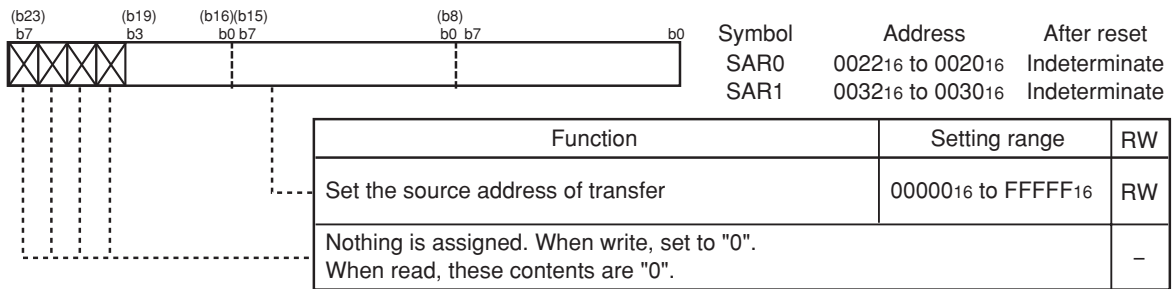 (b23) (b19) (b16)(b15) (b8)
b7 b3 b0 b7 b0 b7 b0
Symbol Address After reset
SAR0 002216 to 002016 Indeterminate
SAR1 003216 to 003016 Indeterminate
Function Setting range RW
Set the source address of transfer 0000016 to FFFFF16 RW
Nothing is assigned. When write, set to "0".
When read, these contents are "0". –